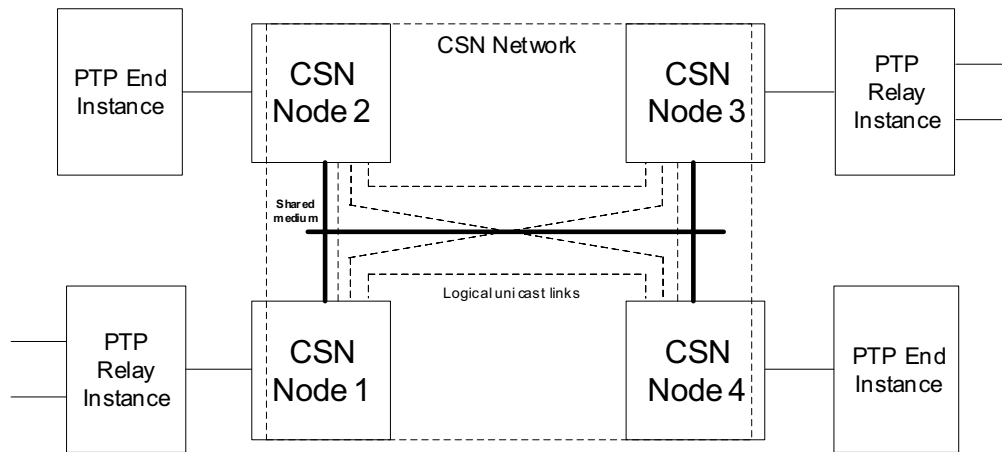 CSN Network
PTP End
Instance
CSN
Node 2
CSN
Node 3
PTP
Relay
Instance
Shared
medium
Logical unicast links
PTP
Relay
Instance
CSN
Node 1
CSN
Node 4
PTP End
Instance